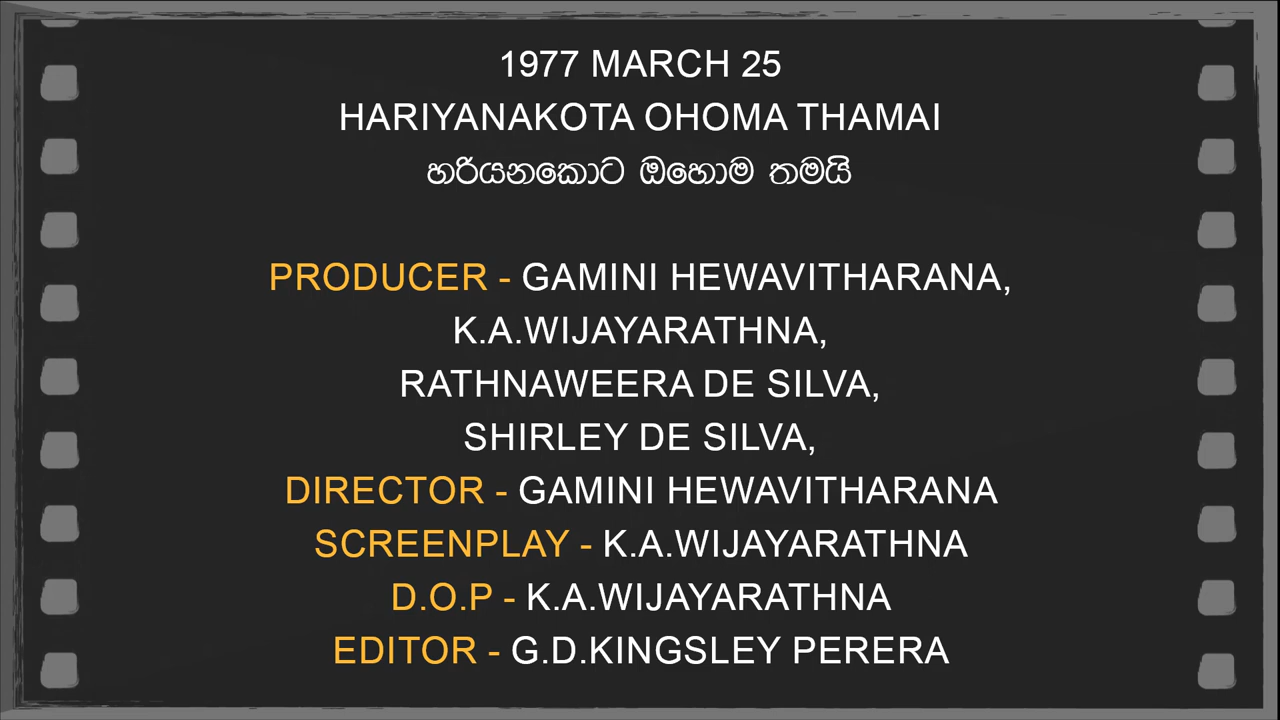 1977 MARCH 25
HARIYANAKOTA OHOMA THAMAI
හරියනකොට ඔහොම තමයි
PRODUCER - GAMINI HEWAVITHARANA,
K.A.WIJAYARATHNA,
RATHNAWEERA DE SILVA,
SHIRLEY DE SILVA,
DIRECTOR - GAMINI HEWAVITHARANA
SCREENPLAY - K.A.WIJAYARATHNA
D.O.P - K.A.WIJAYARATHNA
EDITOR - G.D.KINGSLEY PERERA